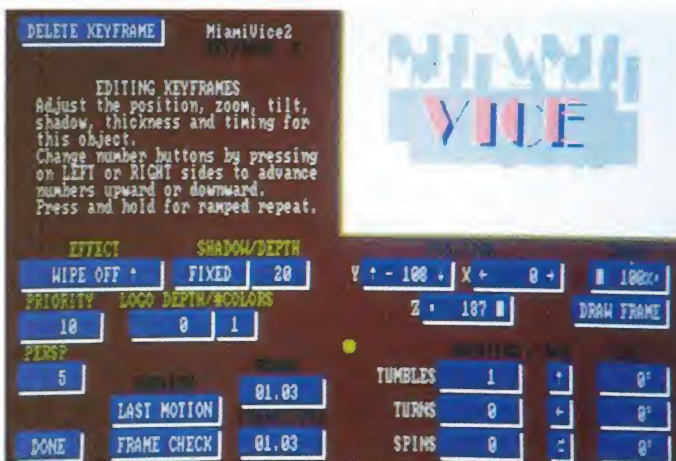 DELETE KEYFRAME MiamiVice2
EDITING KEYFRAMES
Adjust the position, zoom, tilt,
shadow, thickness and timing for
this object.
Change number buttons by pressing
on LEFT or RIGHT sides to advance
numbers upward or downward.
Press and hold for ramped repeat.
VICE
EFFECT SHADOW/DEPTH
WIPE OFF ↑ FIXED 20 Y ↑ - 108 ↓ X ← 0 → 100%
PRIORITY LOGO DEPTH/#COLORS
10 0 1 Z 187 DRAW FRAME
PERSP
5 01.03 TUMBLES 1 ↑ 0°
LAST MOTION TURNS 0 ← 0°
DONE FRAME CHECK 01.03 SPINS 0 0°